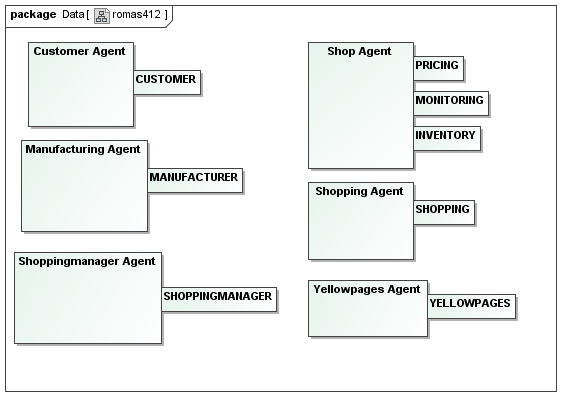 package Data [ romas412 ]
Customer Agent
CUSTOMER
Manufacturing Agent
MANUFACTURER
Shoppingmanager Agent
SHOPPINGMANAGER
Shop Agent
PRICING
MONITORING
INVENTORY
Shopping Agent
SHOPPING
Yellowpages Agent
YELLOWPAGES